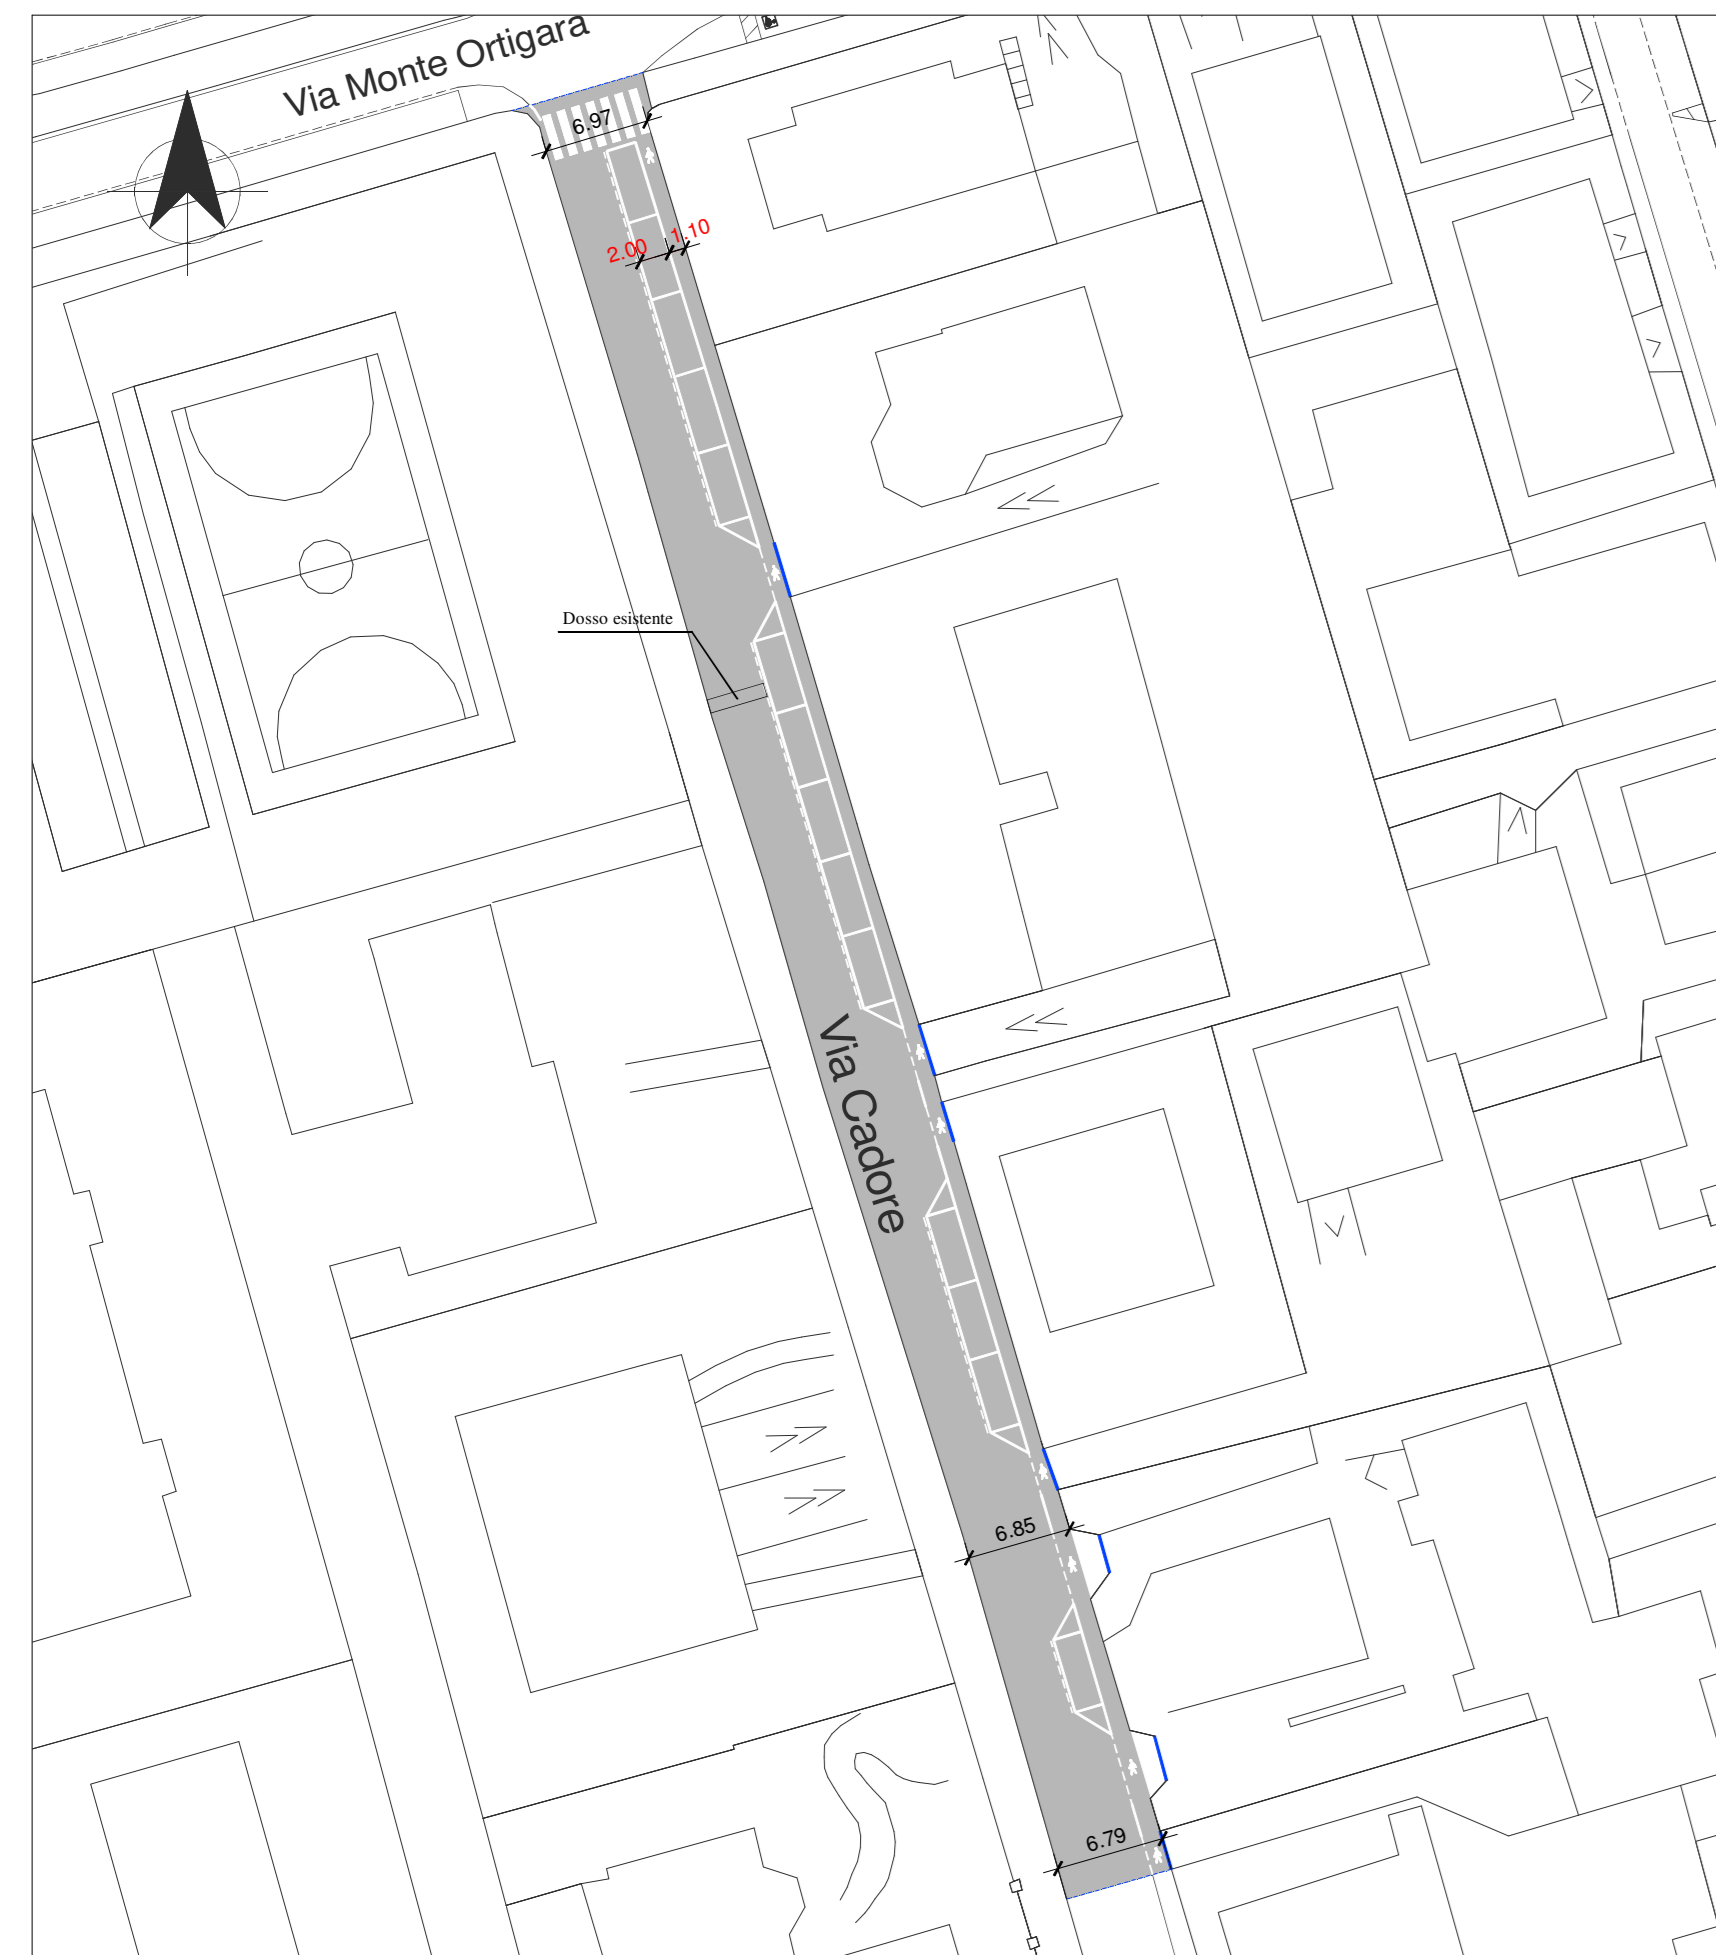 Via Monte Ortigara
6.97
2.00
1.10
Dosso esistente
Via Cadore
6.85
6.79